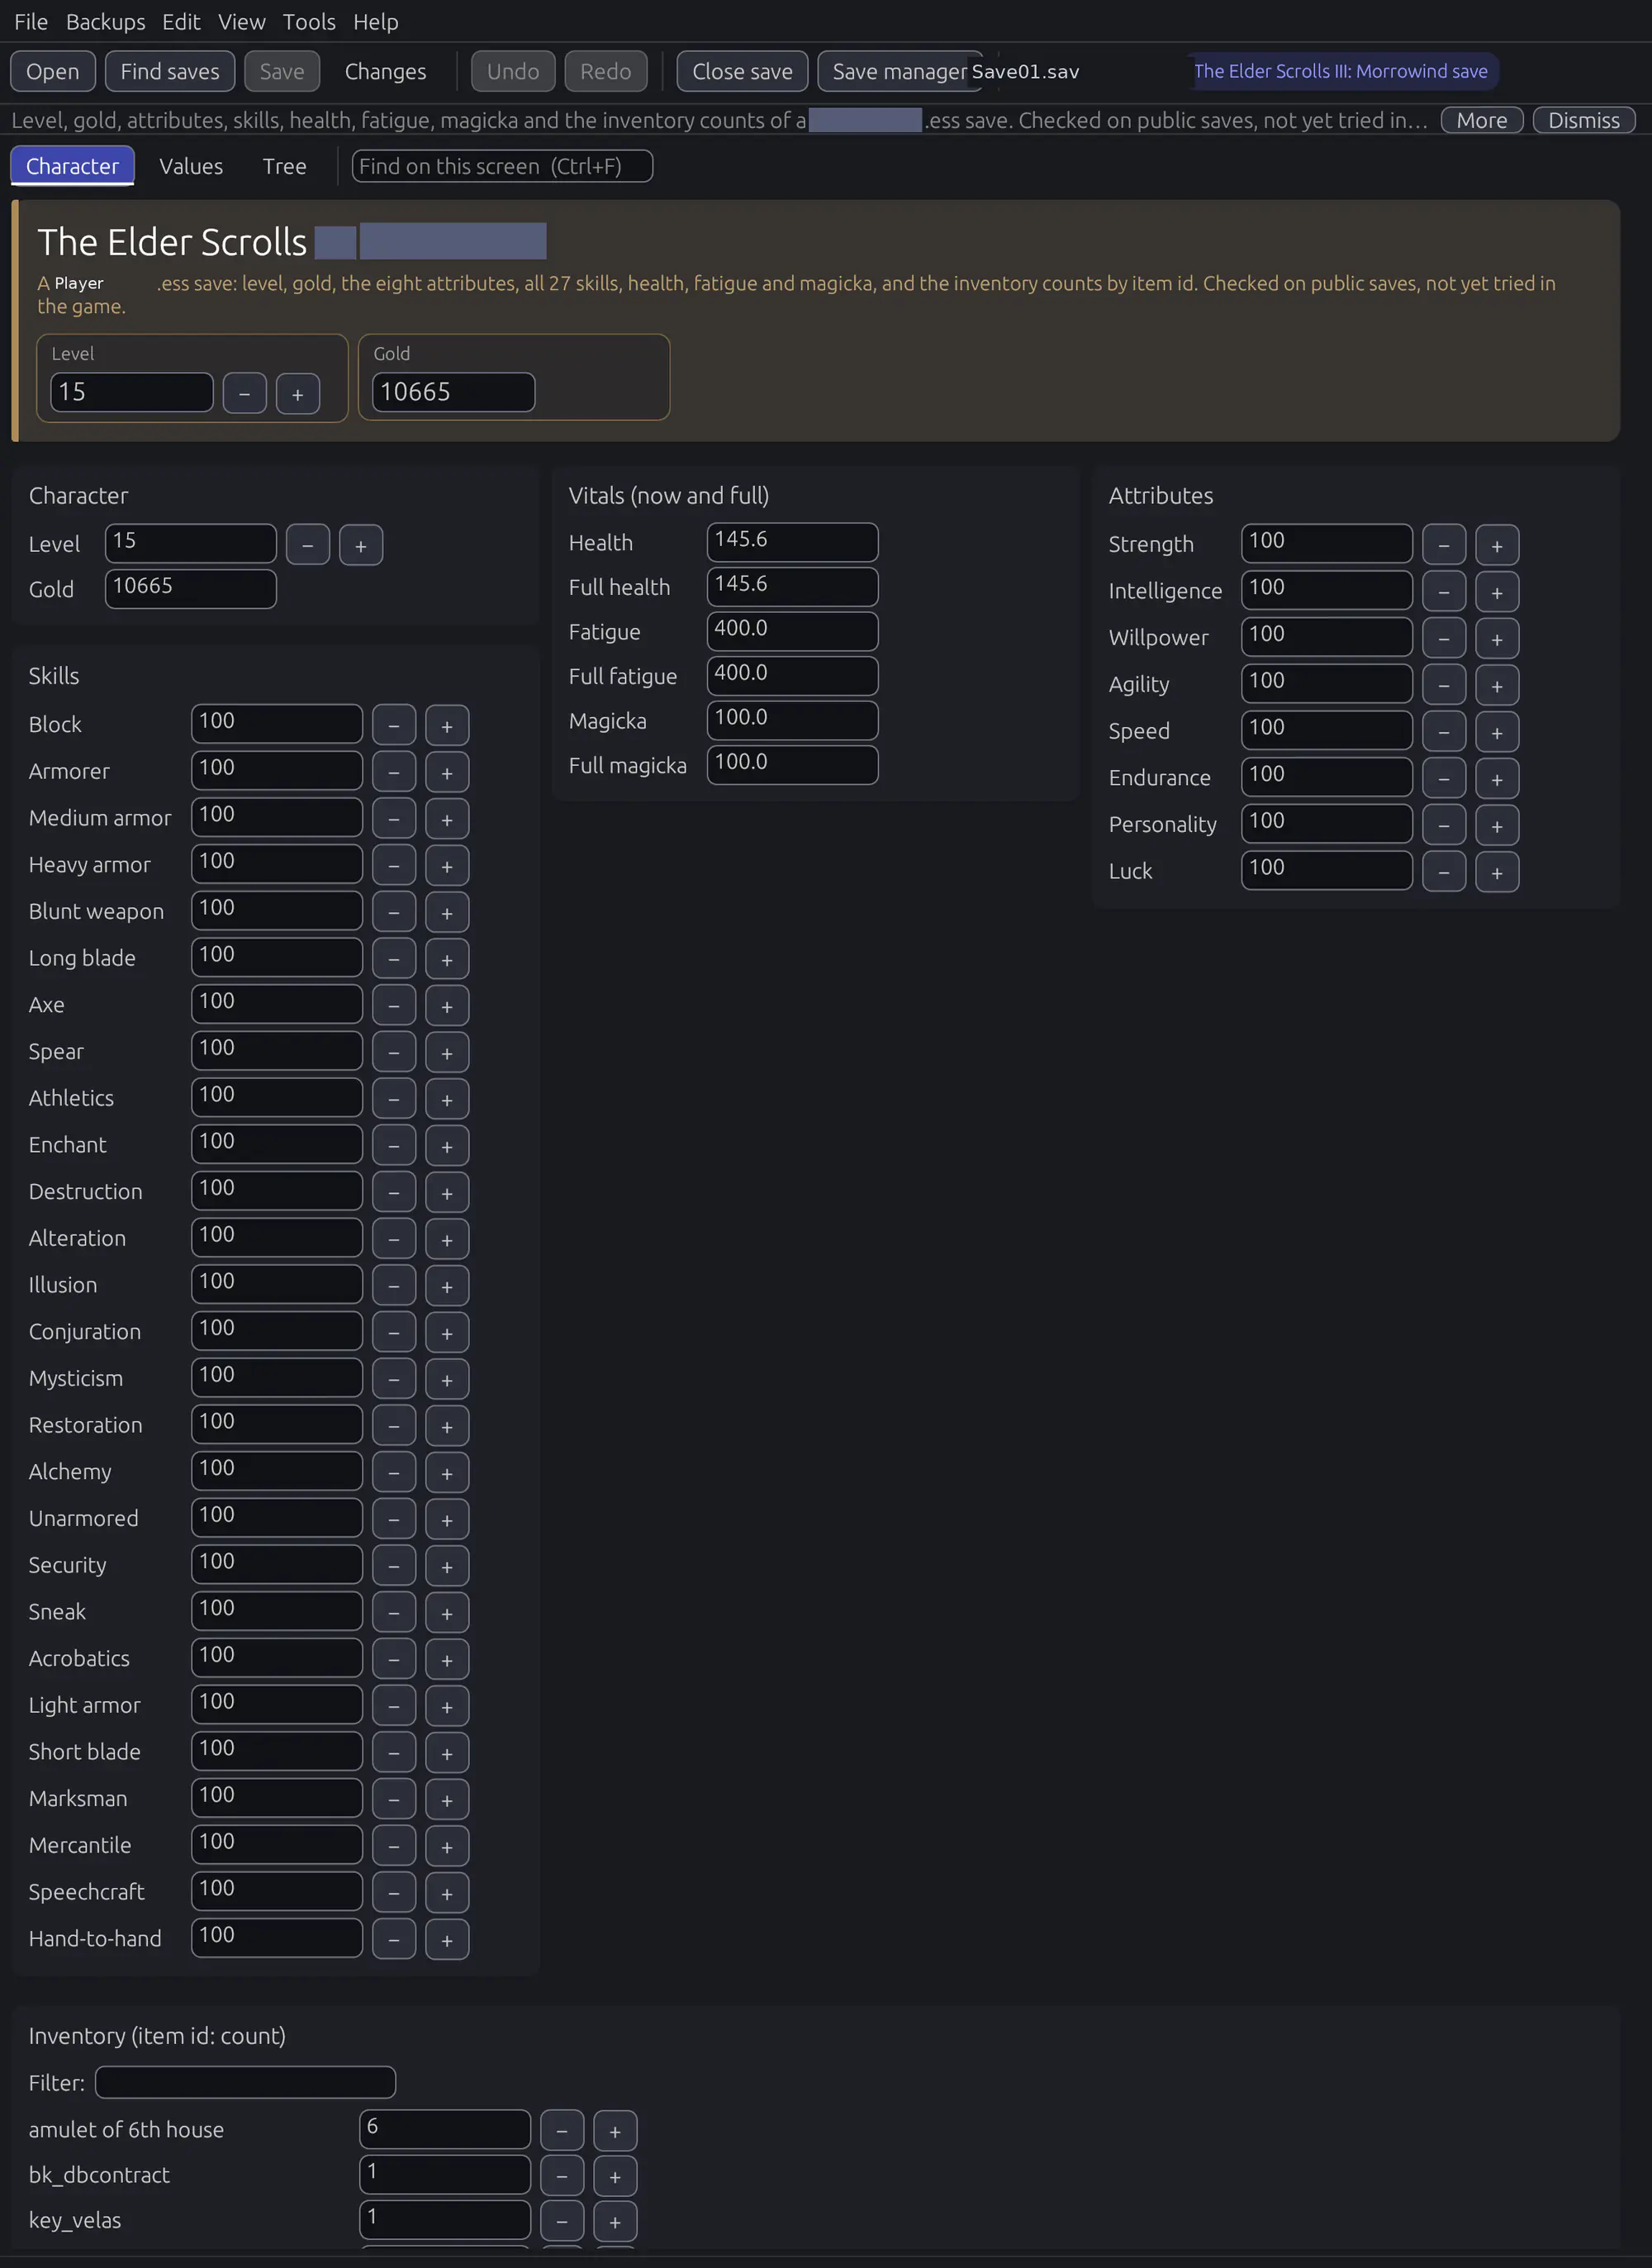 File Backups Edit View Tools Help
Open Find saves Save Changes Undo Redo Close save Save manager Save01.sav The Elder Scrolls III: Morrowind save
Level, gold, attributes, skills, health, fatigue, magicka and the inventory counts of a .ess save. Checked on public saves, not yet tried in... More Dismiss
Character Values Tree Find on this screen (Ctrl+F)
The Elder Scrolls
A Player .ess save: level, gold, the eight attributes, all 27 skills, health, fatigue and magicka, and the inventory counts by item id. Checked on public saves, not yet tried in
the game.
Level
15 − +
Gold
10665
Character
Level 15 − +
Gold 10665
Skills
Block 100 − +
Armorer 100 − +
Medium armor 100 − +
Heavy armor 100 − +
Blunt weapon 100 − +
Long blade 100 − +
Axe 100 − +
Spear 100 − +
Athletics 100 − +
Enchant 100 − +
Destruction 100 − +
Alteration 100 − +
Illusion 100 − +
Conjuration 100 − +
Mysticism 100 − +
Restoration 100 − +
Alchemy 100 − +
Unarmored 100 − +
Security 100 − +
Sneak 100 − +
Acrobatics 100 − +
Light armor 100 − +
Short blade 100 − +
Marksman 100 − +
Mercantile 100 − +
Speechcraft 100 − +
Hand-to-hand 100 − +
Vitals (now and full)
Health 145.6
Full health 145.6
Fatigue 400.0
Full fatigue 400.0
Magicka 100.0
Full magicka 100.0
Attributes
Strength 100 − +
Intelligence 100 − +
Willpower 100 − +
Agility 100 − +
Speed 100 − +
Endurance 100 − +
Personality 100 − +
Luck 100 − +
Inventory (item id: count)
Filter:
amulet of 6th house 6 − +
bk_dbcontract 1 − +
key_velas 1 − +